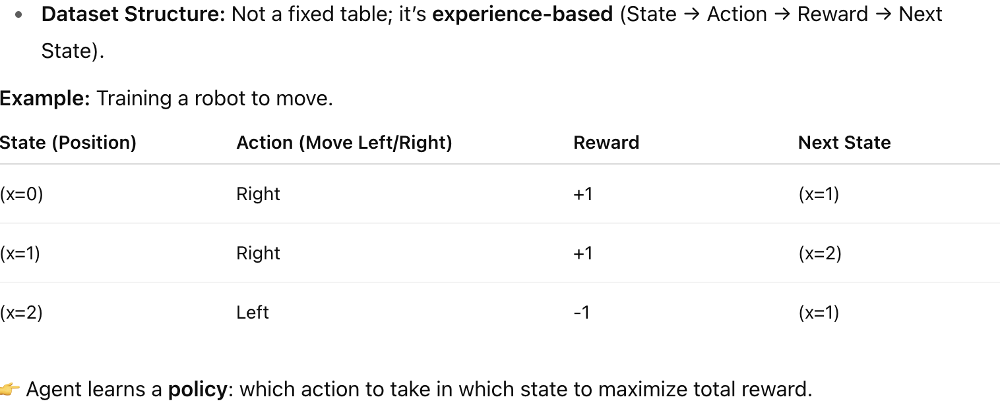 • Dataset Structure: Not a fixed table; it’s experience-based (State → Action → Reward → Next
State).
Example: Training a robot to move.
State (Position) Action (Move Left/Right) Reward Next State
(x=0) Right +1 (x=1)
(x=1) Right +1 (x=2)
(x=2) Left -1 (x=1)
👉 Agent learns a policy: which action to take in which state to maximize total reward.